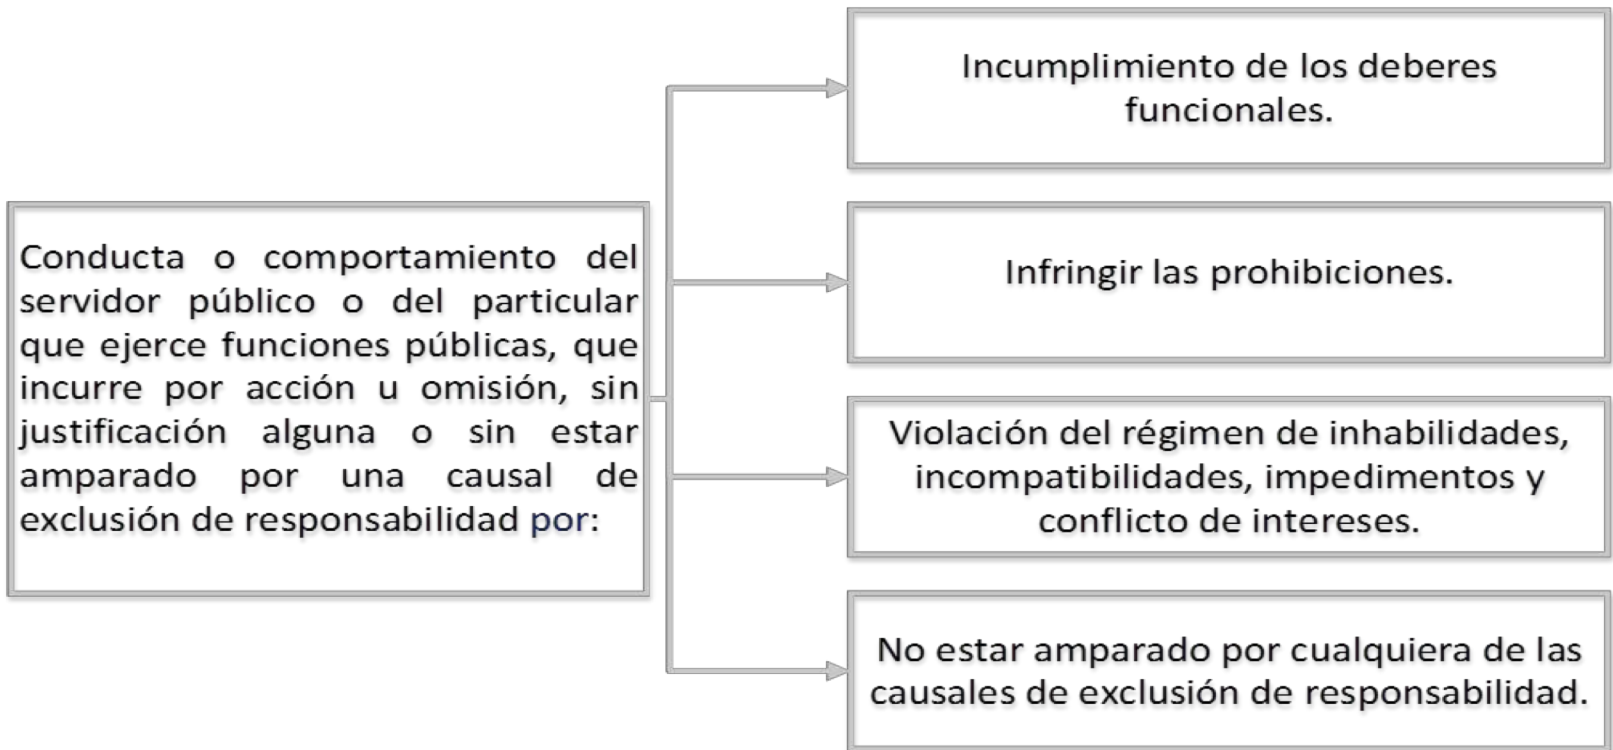 Conducta o comportamiento del
servidor público o del particular
que ejerce funciones públicas, que
incurre por acción u omisión, sin
justificación alguna o sin estar
amparado por una causal de
exclusión de responsabilidad por:
Incumplimiento de los deberes
funcionales.
Infringir las prohibiciones.
Violación del régimen de inhabilidades,
incompatibilidades, impedimentos y
conflicto de intereses.
No estar amparado por cualquiera de las
causales de exclusión de responsabilidad.